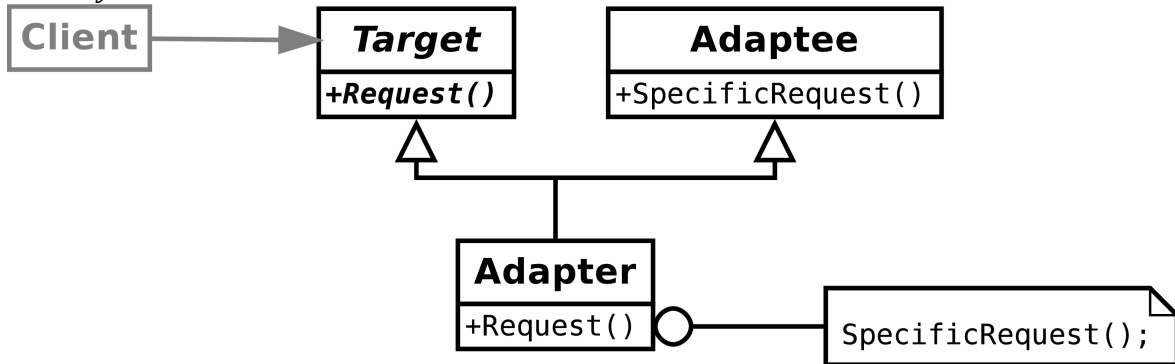 Client
Target
+Request()
Adaptee
+SpecificRequest()
Adapter
+Request()
SpecificRequest();